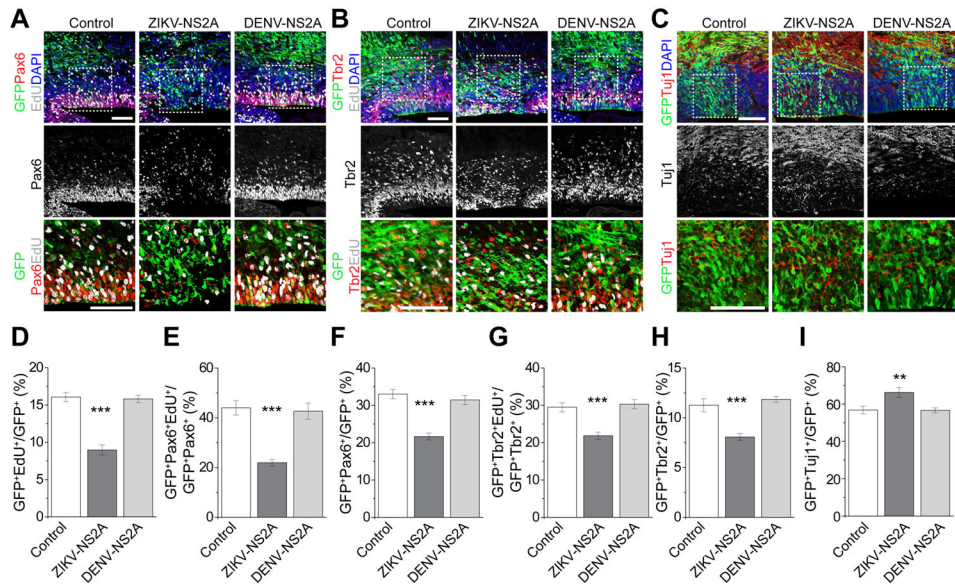 A
Control
ZIKV-NS2A
DENV-NS2A
GFPPax6
EdUDAPI
Pax6
GFP
Pax6EdU
B
Control
ZIKV-NS2A
DENV-NS2A
GFPTbr2
EdUDAPI
Tbr2
GFP
Tbr2EdU
C
Control
ZIKV-NS2A
DENV-NS2A
GFPTuj1DAPI
Tuj1
GFPTuj1
D
GFP⁺EdU⁺/GFP⁺ (%)
20
15
10
5
0
***
Control
ZIKV-NS2A
DENV-NS2A
E
GFP⁺Pax6⁺EdU⁺/
GFP⁺Pax6⁺ (%)
60
40
20
0
***
Control
ZIKV-NS2A
DENV-NS2A
F
GFP⁺Pax6⁺/GFP⁺ (%)
40
30
20
10
0
***
Control
ZIKV-NS2A
DENV-NS2A
G
GFP⁺Tbr2⁺EdU⁺/
GFP⁺Tbr2⁺ (%)
40
30
20
10
0
***
Control
ZIKV-NS2A
DENV-NS2A
H
GFP⁺Tbr2⁺/GFP⁺ (%)
15
10
5
0
***
Control
ZIKV-NS2A
DENV-NS2A
I
GFP⁺Tuj1⁺/GFP⁺ (%)
80
60
40
20
0
**
Control
ZIKV-NS2A
DENV-NS2A